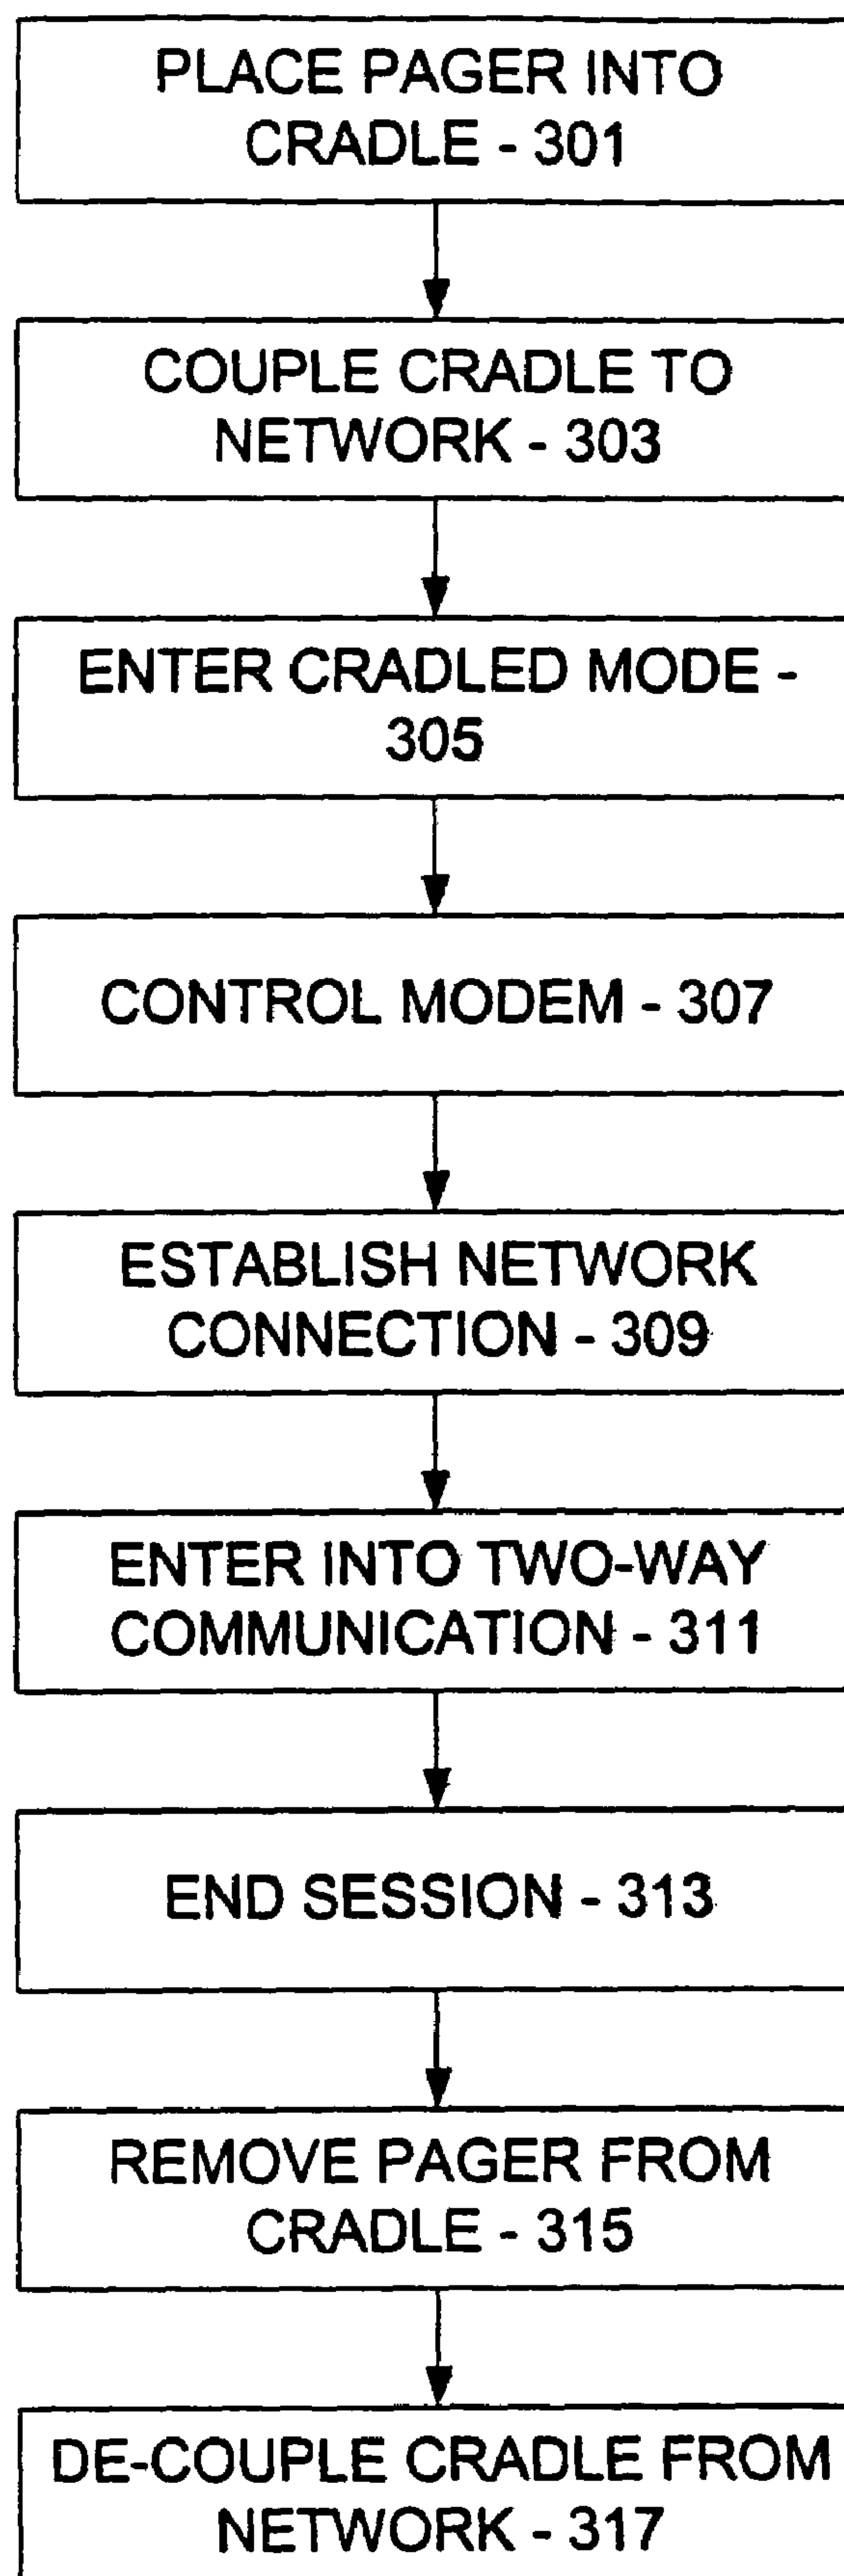 PLACE PAGER INTO
CRADLE - 301
COUPLE CRADLE TO
NETWORK - 303
ENTER CRADLED MODE -
305
CONTROL MODEM - 307
ESTABLISH NETWORK
CONNECTION - 309
ENTER INTO TWO-WAY
COMMUNICATION - 311
END SESSION - 313
REMOVE PAGER FROM
CRADLE - 315
DE-COUPLE CRADLE FROM
NETWORK - 317